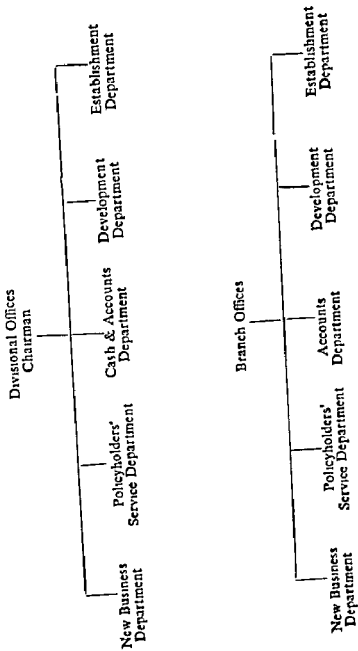 Divisional Offices
Chairman
New Business
Department
Policyholders'
Service Department
Cash & Accounts
Department
Development
Department
Establishment
Department
Branch Offices
New Business
Department
Policyholders'
Service Department
Accounts
Department
Development
Department
Establishment
Department